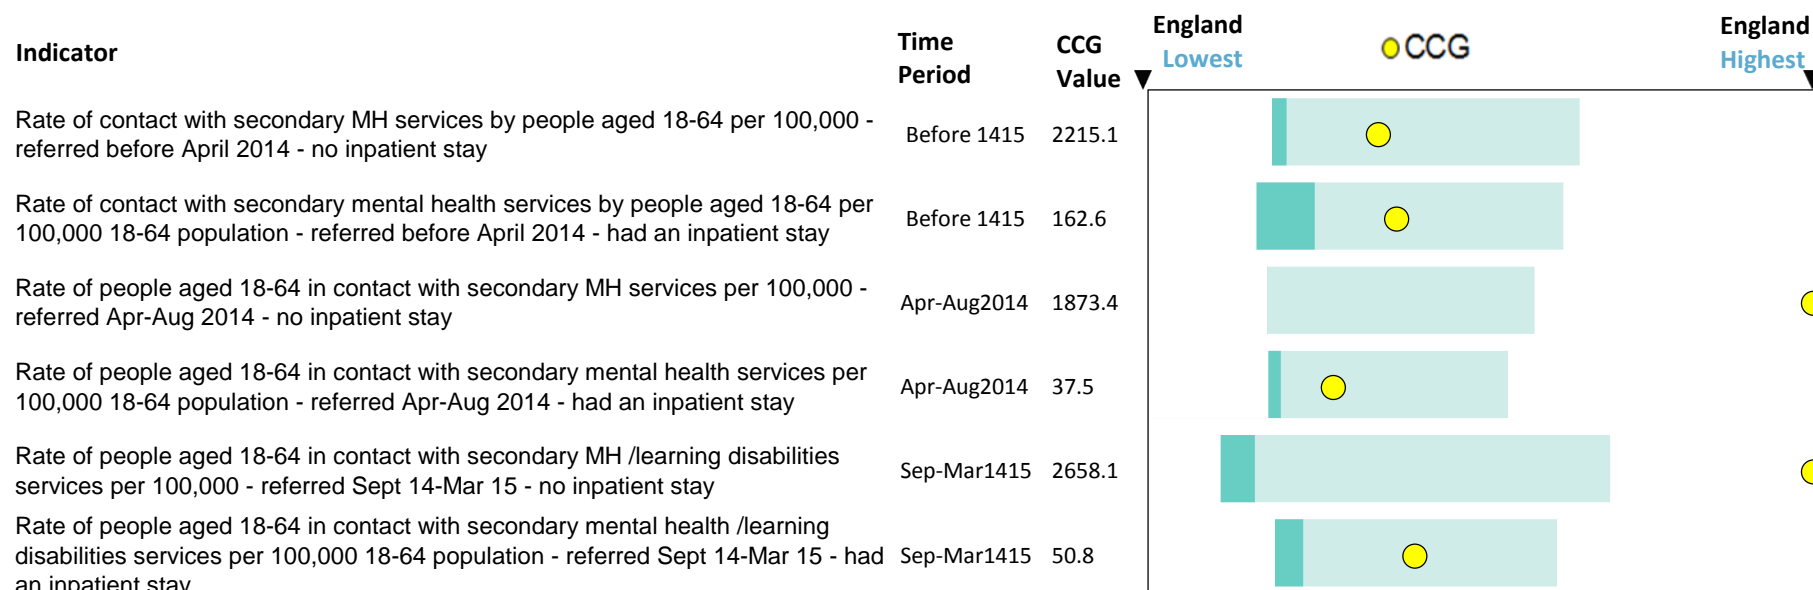 Indicator
Time
Period
CCG
Value
England
Lowest
CCG
England
Highest
Rate of contact with secondary MH services by people aged 18-64 per 100,000 -
referred before April 2014 - no inpatient stay
Before 1415 2215.1
Rate of contact with secondary mental health services by people aged 18-64 per
100,000 18-64 population - referred before April 2014 - had an inpatient stay
Before 1415 162.6
Rate of people aged 18-64 in contact with secondary MH services per 100,000 -
referred Apr-Aug 2014 - no inpatient stay
Apr-Aug2014 1873.4
Rate of people aged 18-64 in contact with secondary mental health services per
100,000 18-64 population - referred Apr-Aug 2014 - had an inpatient stay
Apr-Aug2014 37.5
Rate of people aged 18-64 in contact with secondary MH /learning disabilities
services per 100,000 - referred Sept 14-Mar 15 - no inpatient stay
Sep-Mar1415 2658.1
Rate of people aged 18-64 in contact with secondary mental health /learning
disabilities services per 100,000 18-64 population - referred Sept 14-Mar 15 - had
an inpatient stay
Sep-Mar1415 50.8